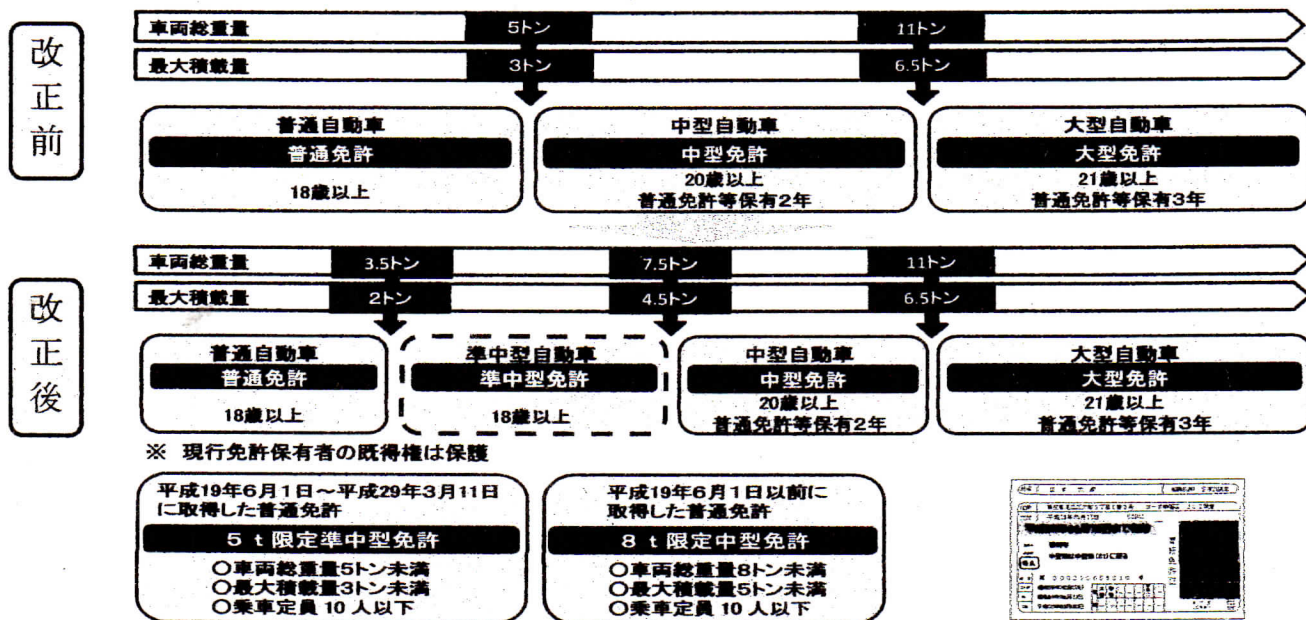 改正前
車両総重量 5トン 11トン
最大積載量 3トン 6.5トン
普通自動車 中型自動車 大型自動車
普通免許 中型免許 大型免許
18歳以上 20歳以上 21歳以上
普通免許等保有2年 普通免許等保有3年
改正後
車両総重量 3.5トン 7.5トン 11トン
最大積載量 2トン 4.5トン 6.5トン
普通自動車 準中型自動車 中型自動車 大型自動車
普通免許 準中型免許 中型免許 大型免許
18歳以上 18歳以上 20歳以上 21歳以上
普通免許等保有2年 普通免許等保有3年
※ 現行免許保有者の既得権は保護
平成19年6月1日～平成29年3月11日
に取得した普通免許
5t限定準中型免許
○車両総重量5トン未満
○最大積載量3トン未満
○乗車定員 10 人以下
平成19年6月1日以前に
取得した普通免許
8t限定中型免許
○車両総重量8トン未満
○最大積載量5トン未満
○乗車定員 10 人以下